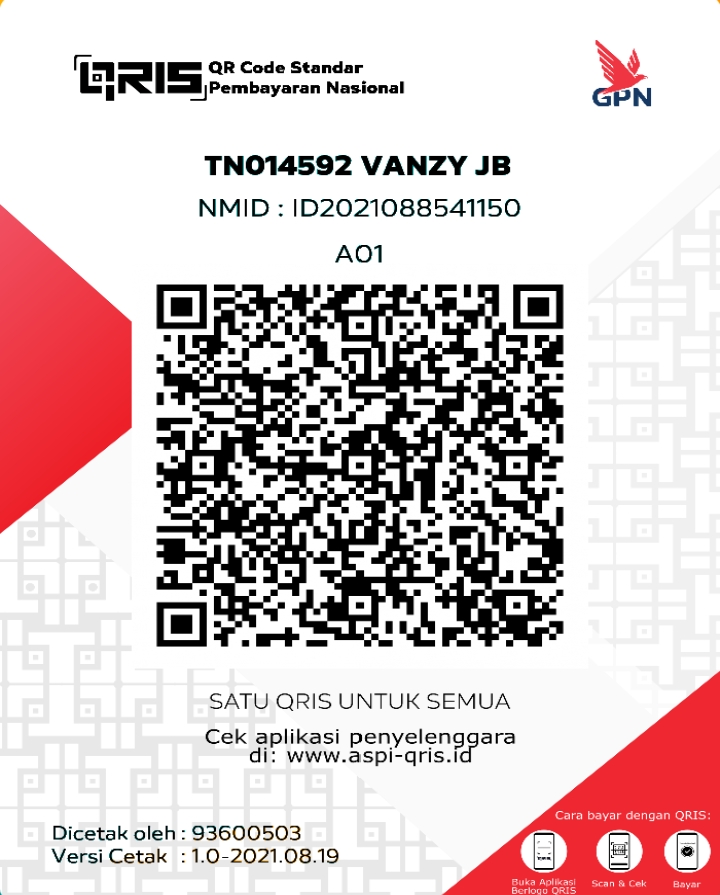 QRIS QR Code Standar
Pembayaran Nasional
GPN
TN014592 VANZY JB
NMID : ID2021088541150
A01
SATU QRIS UNTUK SEMUA
Cek aplikasi penyelenggara
di: www.aspi-qris.id
Dicetak oleh : 93600503
Versi Cetak : 1.0-2021.08.19
Cara bayar dengan QRIS:
Buka Aplikasi
Berlogo QRIS
Scan & Cek
Bayar